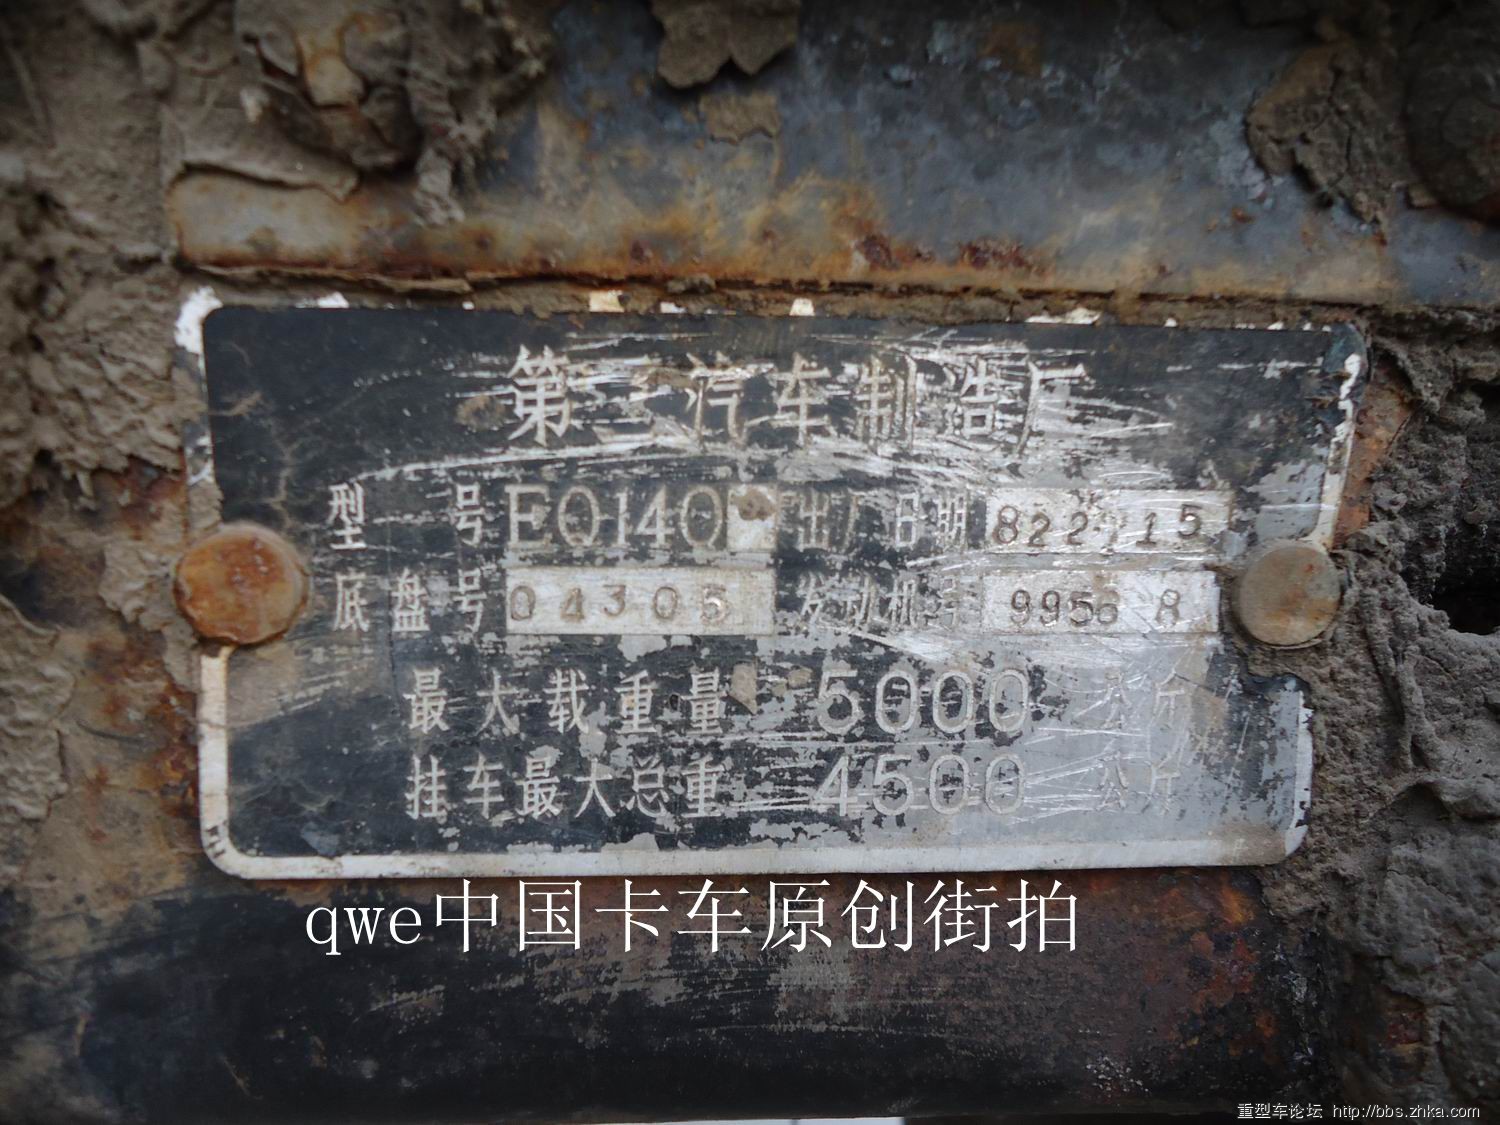 第二汽车制造厂
型号 EQ140 出厂日期 822 15
底盘号 04305 发动机号 995 8
最大载重量 5000 公斤
挂车最大总重 4500 公斤
qwe中国卡车原创街拍
重型车论坛 http://bbs.zhka.com